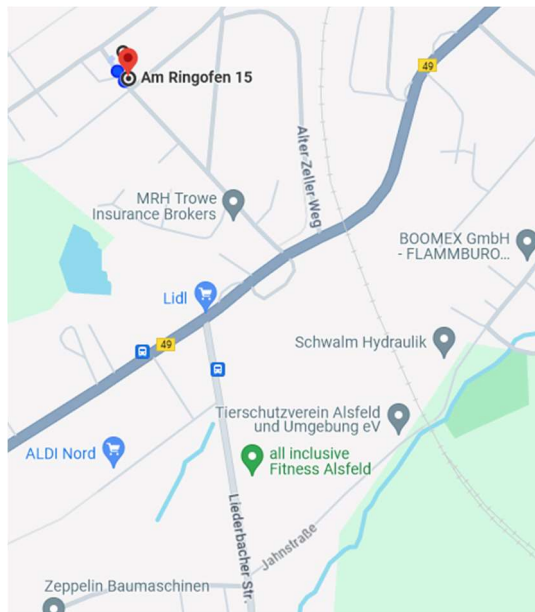 Am Ringofen 15
49
Alter Zeller Weg
MRH Trowe
Insurance Brokers
BOOMEX GmbH
- FLAMMBURO...
Lidl
49
Schwalm Hydraulik
Tierschutzverein Alsfeld
und Umgebung eV
ALDI Nord
all inclusive
Fitness Alsfeld
Liederbacher Str.
Jahnstraße
Zeppelin Baumaschinen